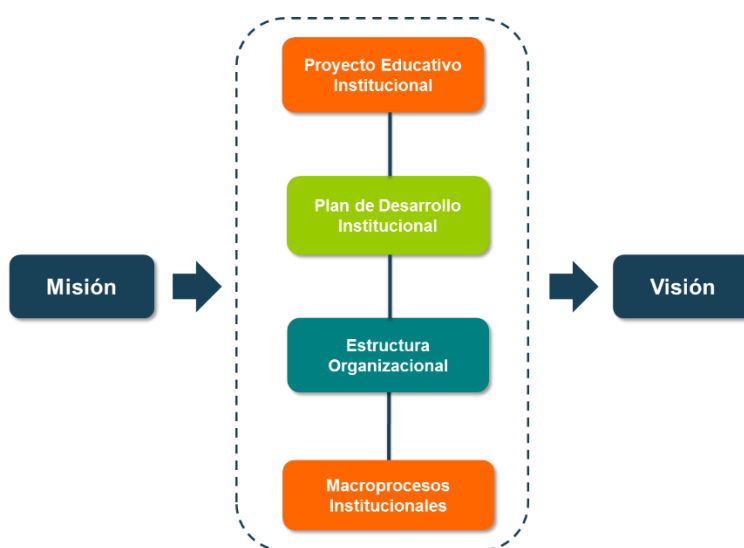 Proyecto Educativo
Institucional
Plan de Desarrollo
Institucional
Misión
Visión
Estructura
Organizacional
Macroprocesos
Institucionales